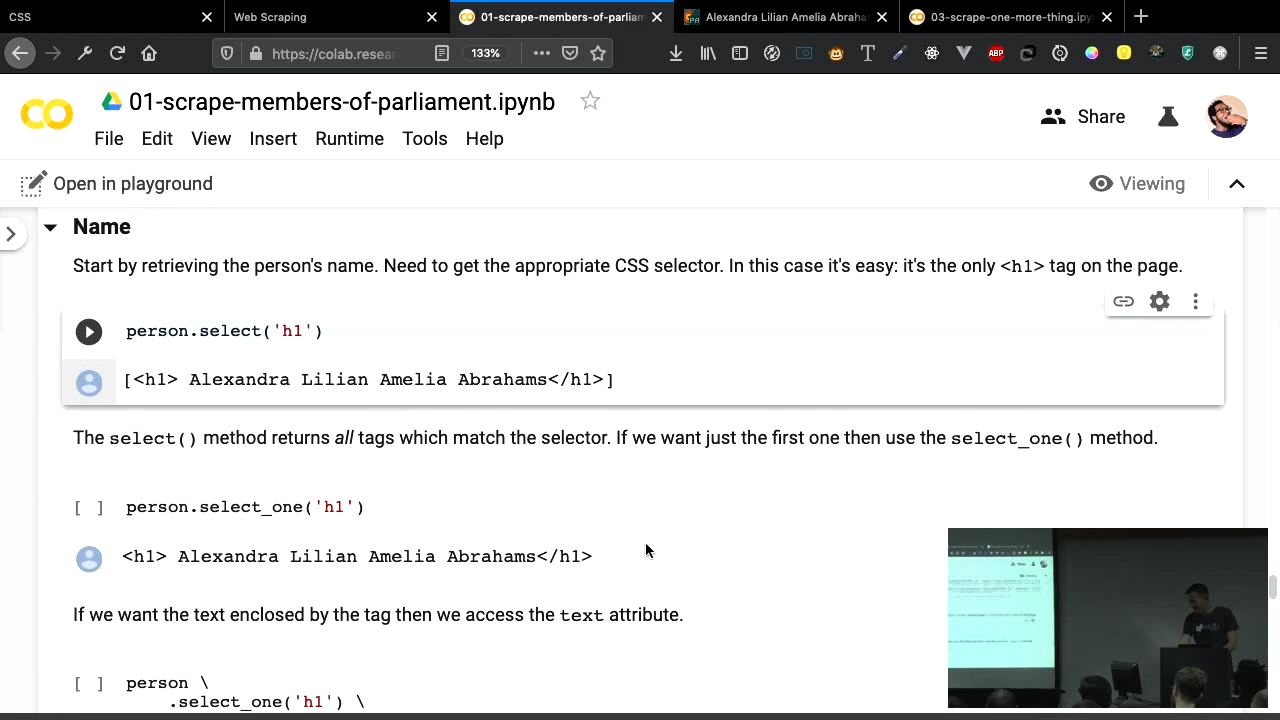 CSS
Web Scraping
01-scrape-members-of-parliam
Alexandra Lilian Amelia Abraha
03-scrape-one-more-thing.ipy
https://colab.resear
133%
ABP
01-scrape-members-of-parliament.ipynb
File Edit View Insert Runtime Tools Help
Share
Open in playground
Viewing
Name
Start by retrieving the person's name. Need to get the appropriate CSS selector. In this case it's easy: it's the only <h1> tag on the page.
person.select('h1')
[<h1> Alexandra Lilian Amelia Abrahams</h1>]
The select() method returns all tags which match the selector. If we want just the first one then use the select_one() method.
[ ] person.select_one('h1')
<h1> Alexandra Lilian Amelia Abrahams</h1>
If we want the text enclosed by the tag then we access the text attribute.
[ ] person \
.select_one('h1') \